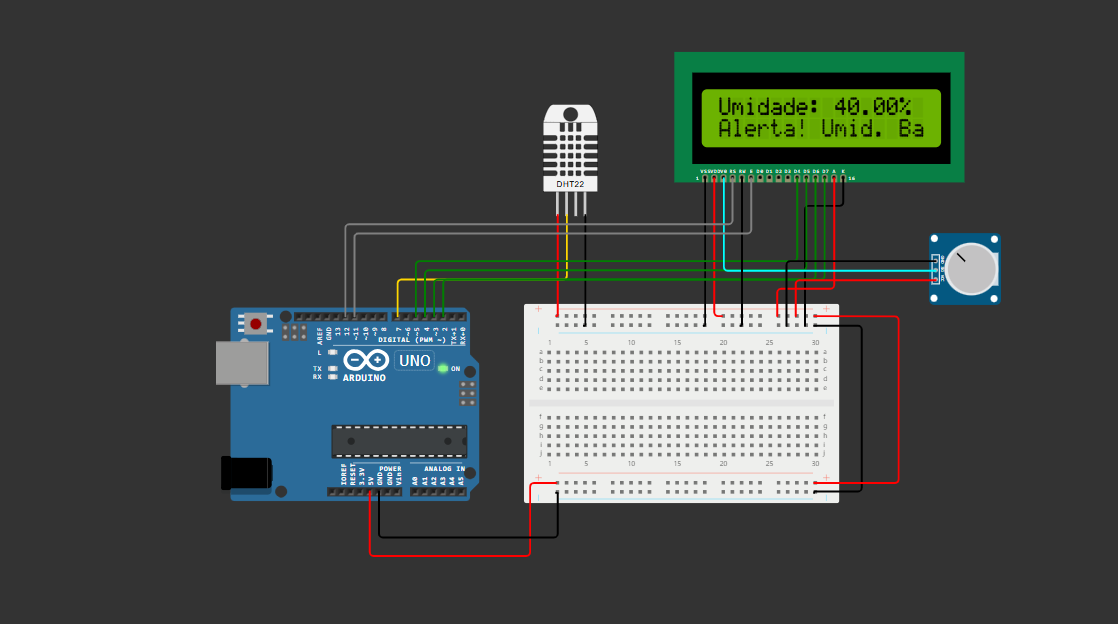 Umidade: 40.00%
Alerta! Umid. Ba
VSS VDD V0 RS RW E D0 D1 D2 D3 D4 D5 D6 D7 A K
1 16
DHT22
AREF GND 13 12 ~11 ~10 ~9 8 7 ~6 ~5 4 ~3 2 TX→1 RX←0
DIGITAL (PWM ~)
L
TX
RX
UNO
ARDUINO
ON
IOREF RESET 3.3V 5V GND GND Vin
POWER
A0 A1 A2 A3 A4 A5
ANALOG IN
+ +
1 5 10 15 20 25 30
a a
b b
c c
d d
e e
f f
g g
h h
i i
j j
1 5 10 15 20 25 30
+ +